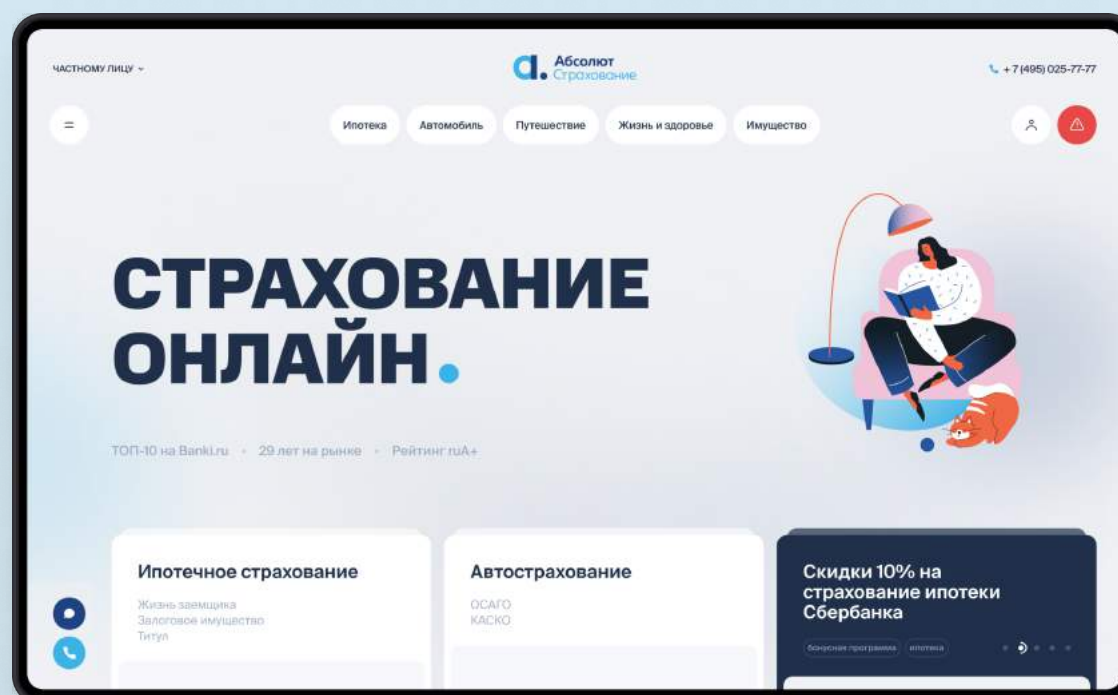 ЧАСТНОМУ ЛИЦУ
Абсолют
Страхование
+ 7 (495) 025-77-77
Ипотека
Автомобиль
Путешествие
Жизнь и здоровье
Имущество
СТРАХОВАНИЕ
ОНЛАЙН.
ТОП-10 на Banki.ru • 29 лет на рынке • Рейтинг ruA+
Ипотечное страхование
Жизнь заемщика
Залоговое имущество
Титул
Автострахование
ОСАГО
КАСКО
Скидки 10% на
страхование ипотеки
Сбербанка
бонусная программа
ипотека